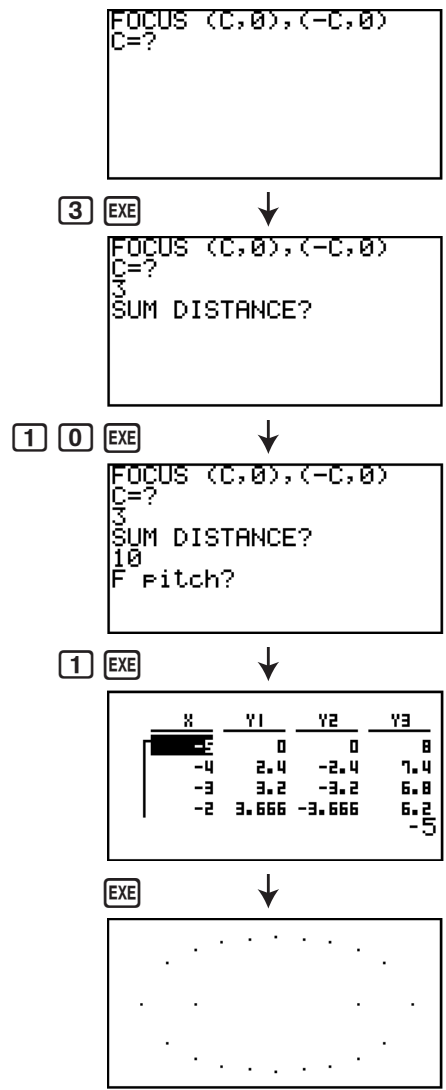 FOCUS (C,0),(-C,0)
C=?
3 EXE
FOCUS (C,0),(-C,0)
C=?
3
SUM DISTANCE?
1 0 EXE
FOCUS (C,0),(-C,0)
C=?
3
SUM DISTANCE?
10
F pitch?
1 EXE
X Y1 Y2 Y3
-5 0 0 8
-4 2.4 -2.4 7.4
-3 3.2 -3.2 6.8
-2 3.666 -3.666 6.2
-5
EXE